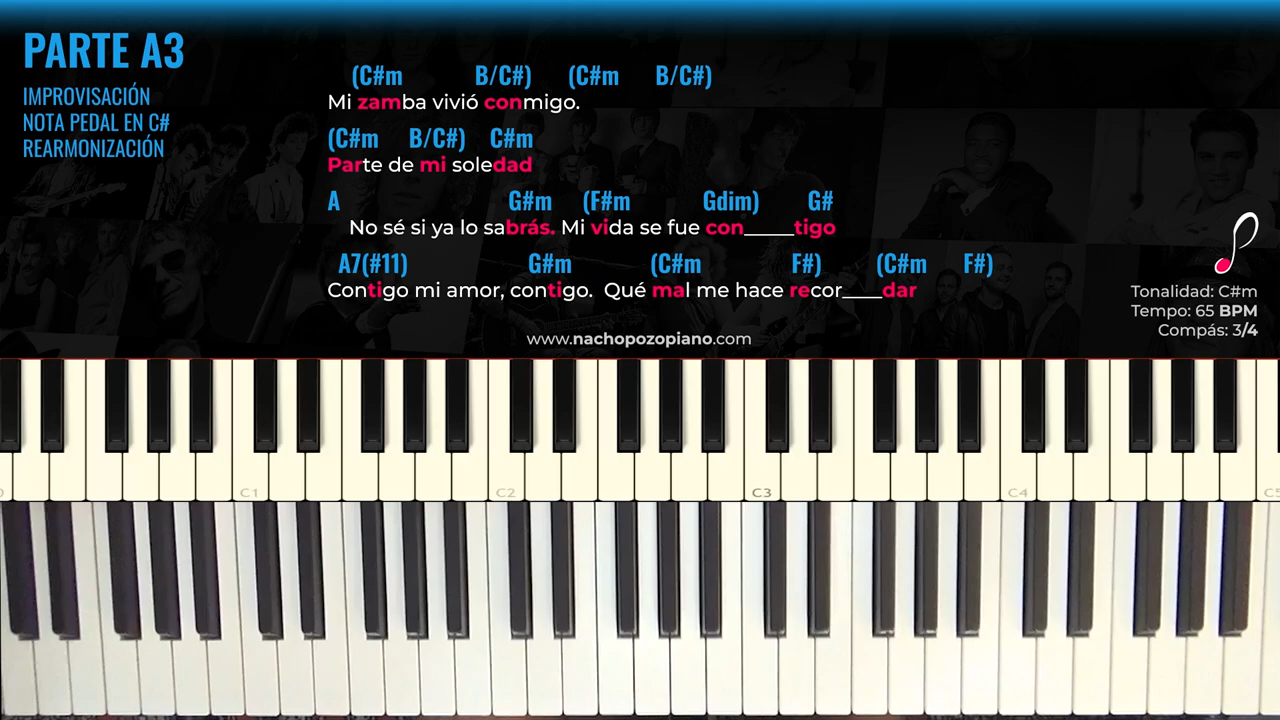 PARTE A3
IMPROVISACIÓN
NOTA PEDAL EN C#
REARMONIZACIÓN
(C#m B/C#) (C#m B/C#)
Mi zamba vivió conmigo.
(C#m B/C#) C#m
Parte de mi soledad
A G#m (F#m Gdim) G#
No sé si ya lo sabrás. Mi vida se fue con_____tigo
A7(#11) G#m (C#m F#) (C#m F#)
Contigo mi amor, contigo. Qué mal me hace recor____dar
Tonalidad: C#m
Tempo: 65 BPM
Compás: 3/4
www.nachopozopiano.com
C1 C2 C3 C4